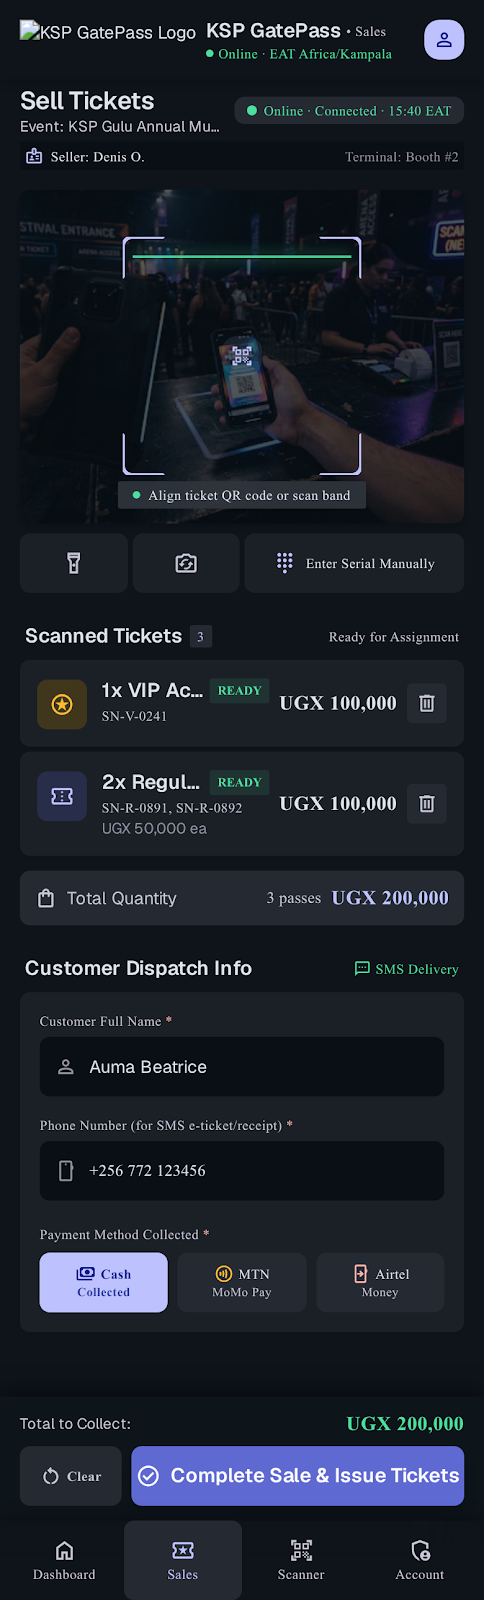 KSP GatePass Logo
KSP GatePass • Sales
Online · EAT Africa/Kampala
Sell Tickets
Event: KSP Gulu Annual Mu...
Online · Connected · 15:40 EAT
Seller: Denis O.
Terminal: Booth #2
STIVAL ENTRANCE
SCAN
(NE
Align ticket QR code or scan band
Enter Serial Manually
Scanned Tickets 3
Ready for Assignment
1x VIP Ac... READY
SN-V-0241
UGX 100,000
2x Regul... READY
SN-R-0891, SN-R-0892
UGX 50,000 ea
UGX 100,000
Total Quantity
3 passes UGX 200,000
Customer Dispatch Info
SMS Delivery
Customer Full Name *
Auma Beatrice
Phone Number (for SMS e-ticket/receipt) *
+256 772 123456
Payment Method Collected *
Cash
Collected
MTN
MoMo Pay
Airtel
Money
Total to Collect:
UGX 200,000
Clear
Complete Sale & Issue Tickets
Dashboard
Sales
Scanner
Account